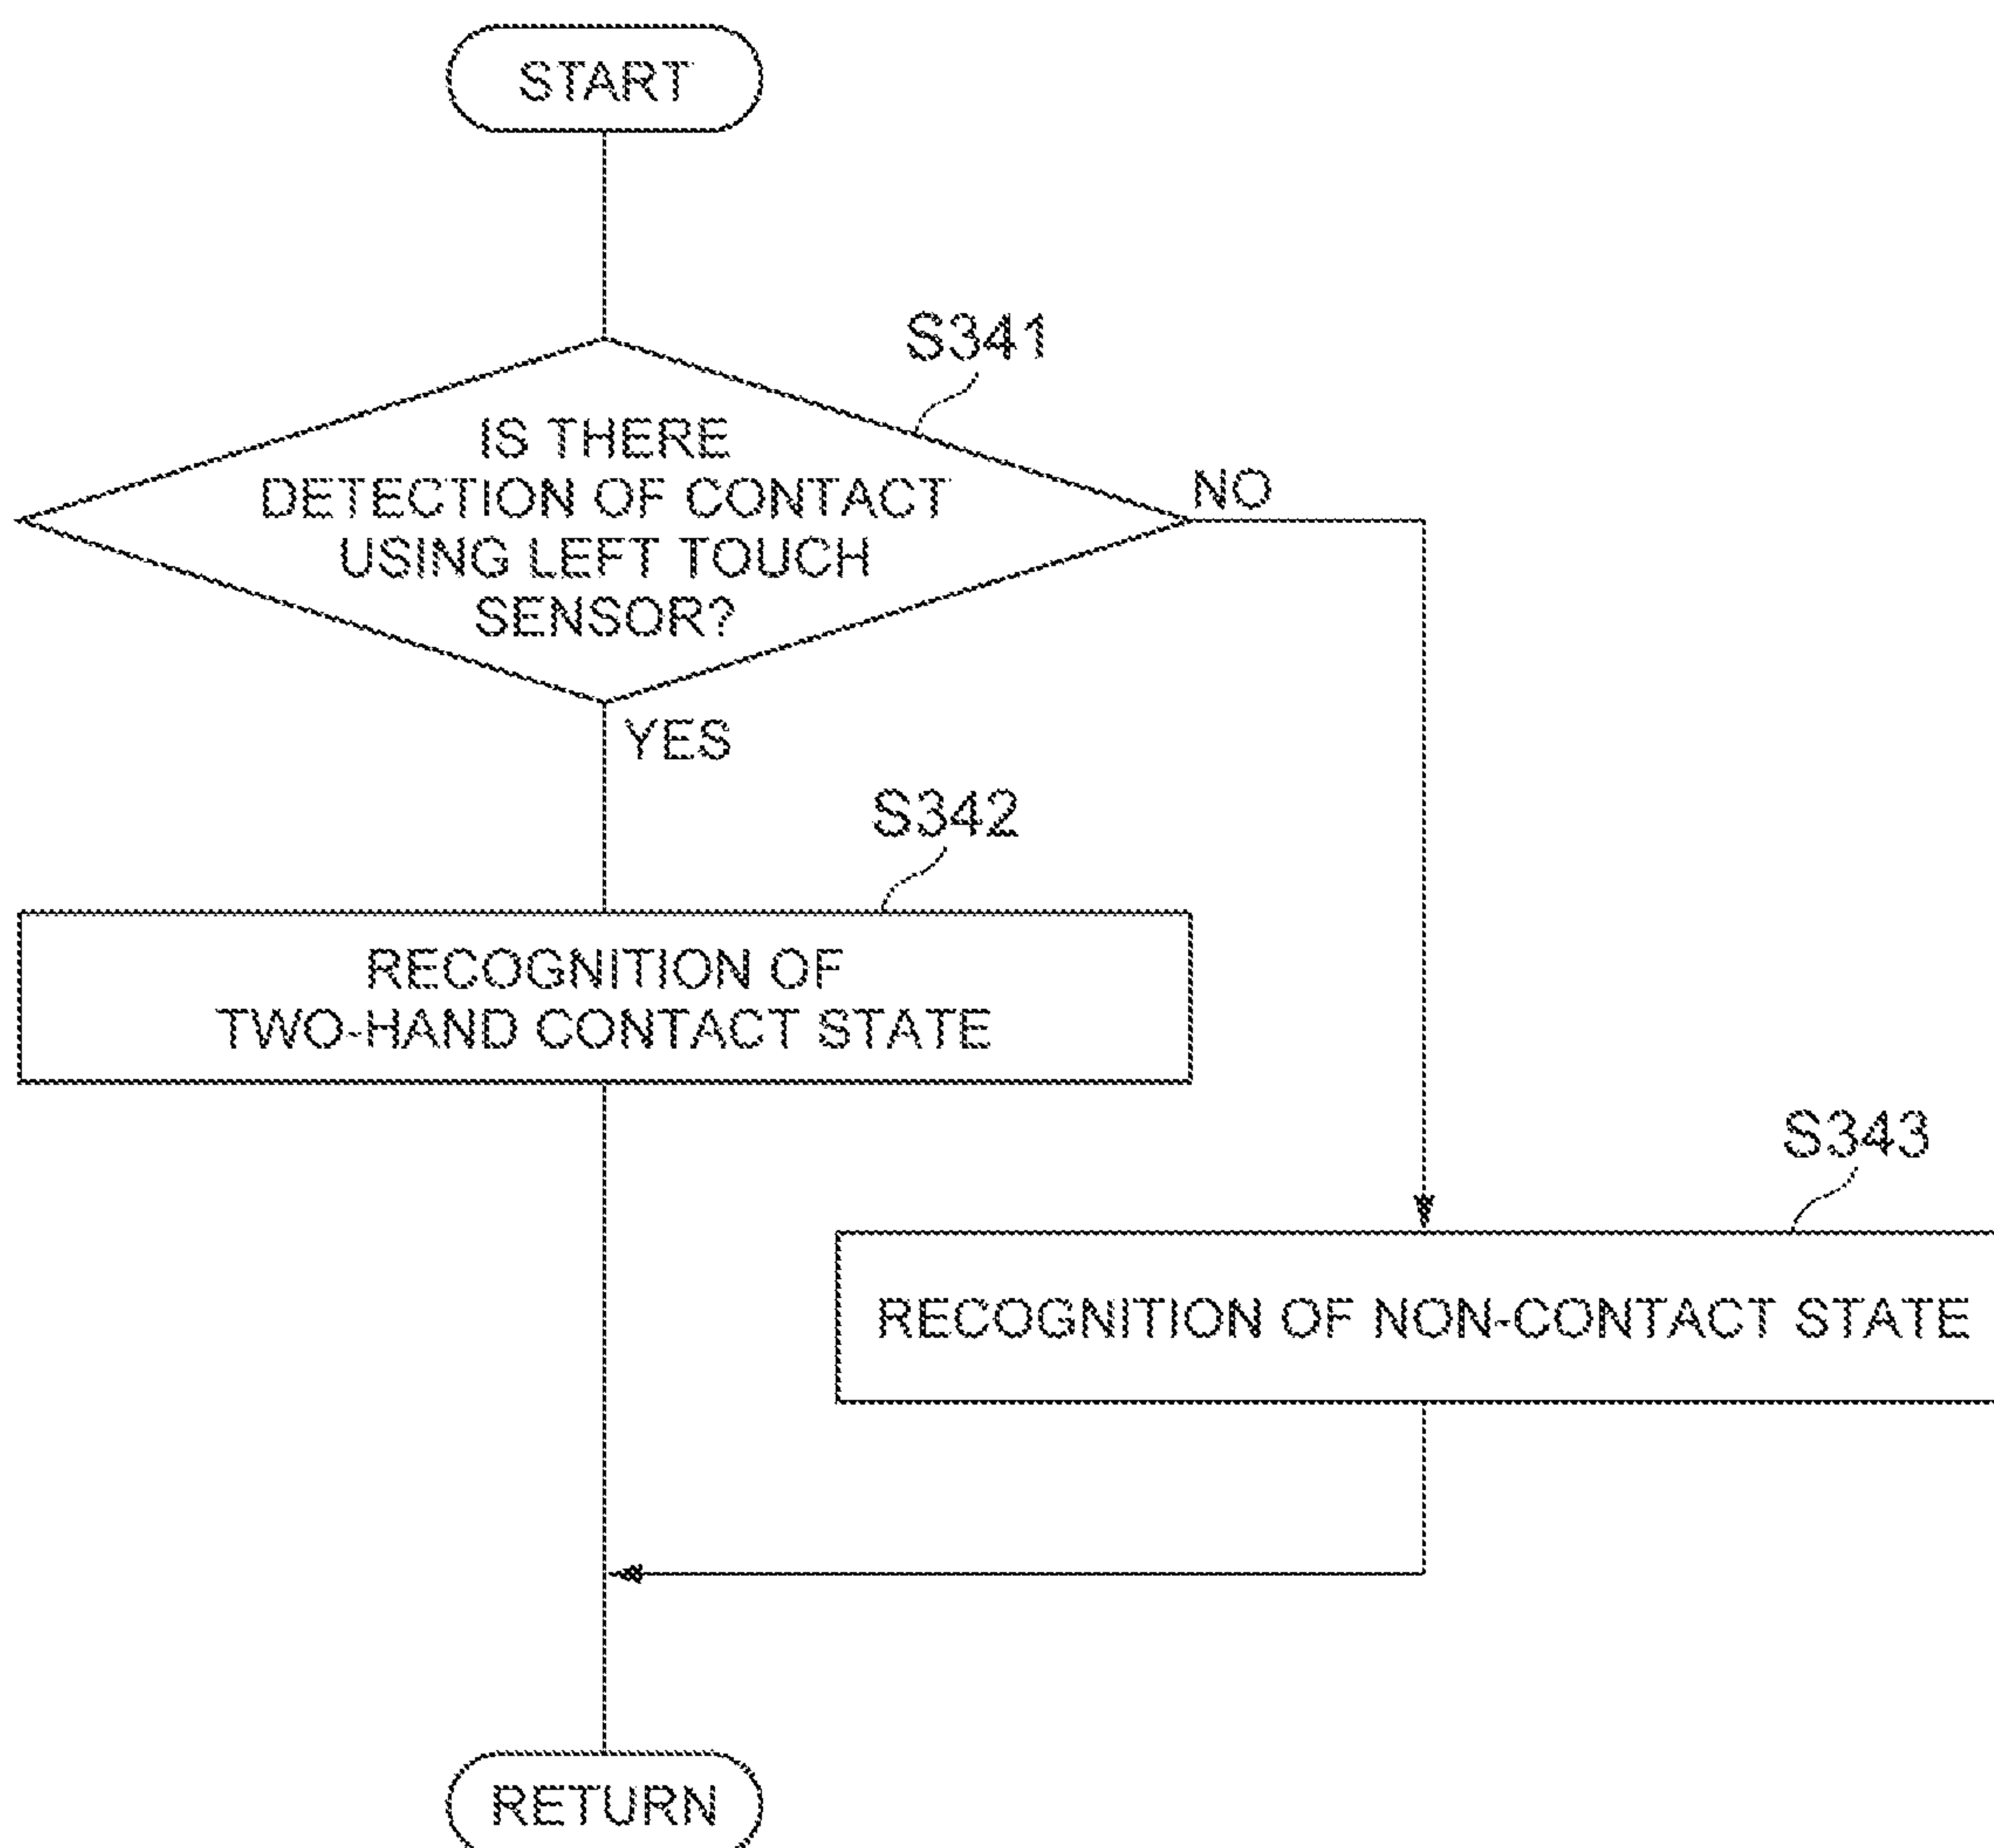 START
S341
IS THERE
DETECTION OF CONTACT
USING LEFT TOUCH
SENSOR?
NO
YES
S342
RECOGNITION OF
TWO-HAND CONTACT STATE
S343
RECOGNITION OF NON-CONTACT STATE
RETURN